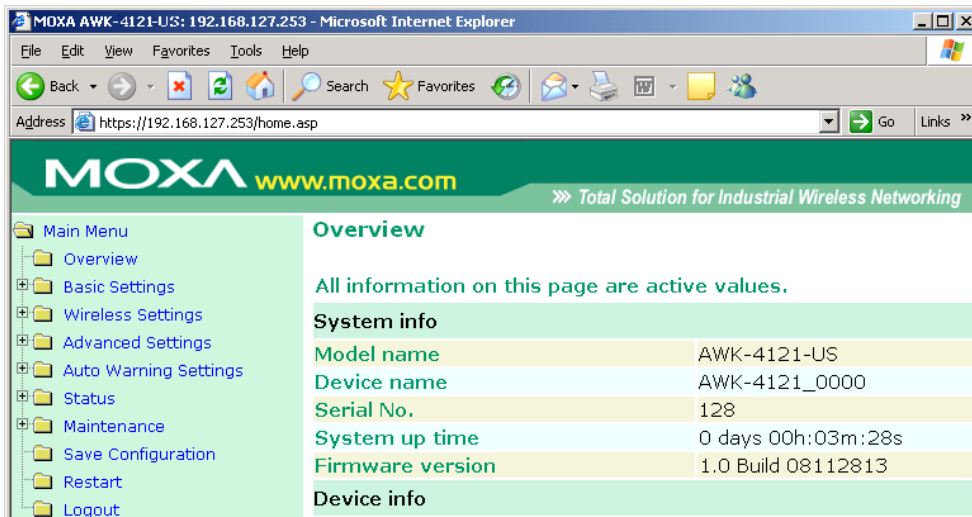 MOXA AWK-4121-US: 192.168.127.253 - Microsoft Internet Explorer
File Edit View Favorites Tools Help
Back Search Favorites
Address https://192.168.127.253/home.asp Go Links »
MOXA www.moxa.com
Total Solution for Industrial Wireless Networking
Main Menu
Overview
Basic Settings
Wireless Settings
Advanced Settings
Auto Warning Settings
Status
Maintenance
Save Configuration
Restart
Logout
Overview
All information on this page are active values.
System info
Model name AWK-4121-US
Device name AWK-4121_0000
Serial No. 128
System up time 0 days 00h:03m:28s
Firmware version 1.0 Build 08112813
Device info